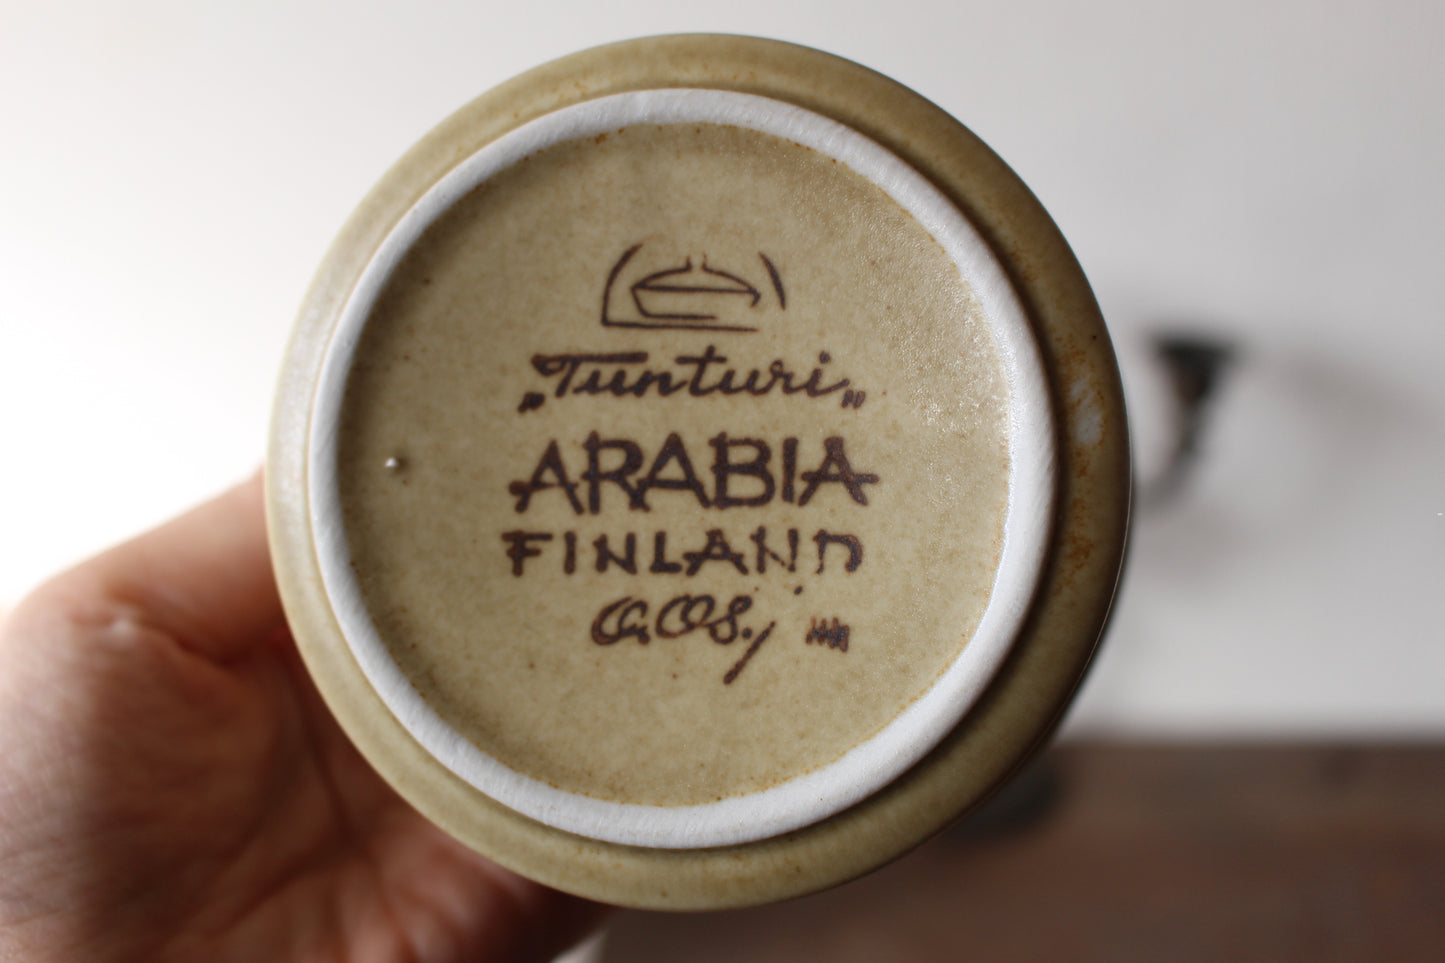 „Tunturi„
ARABIA
FINLAND
O.OS.j